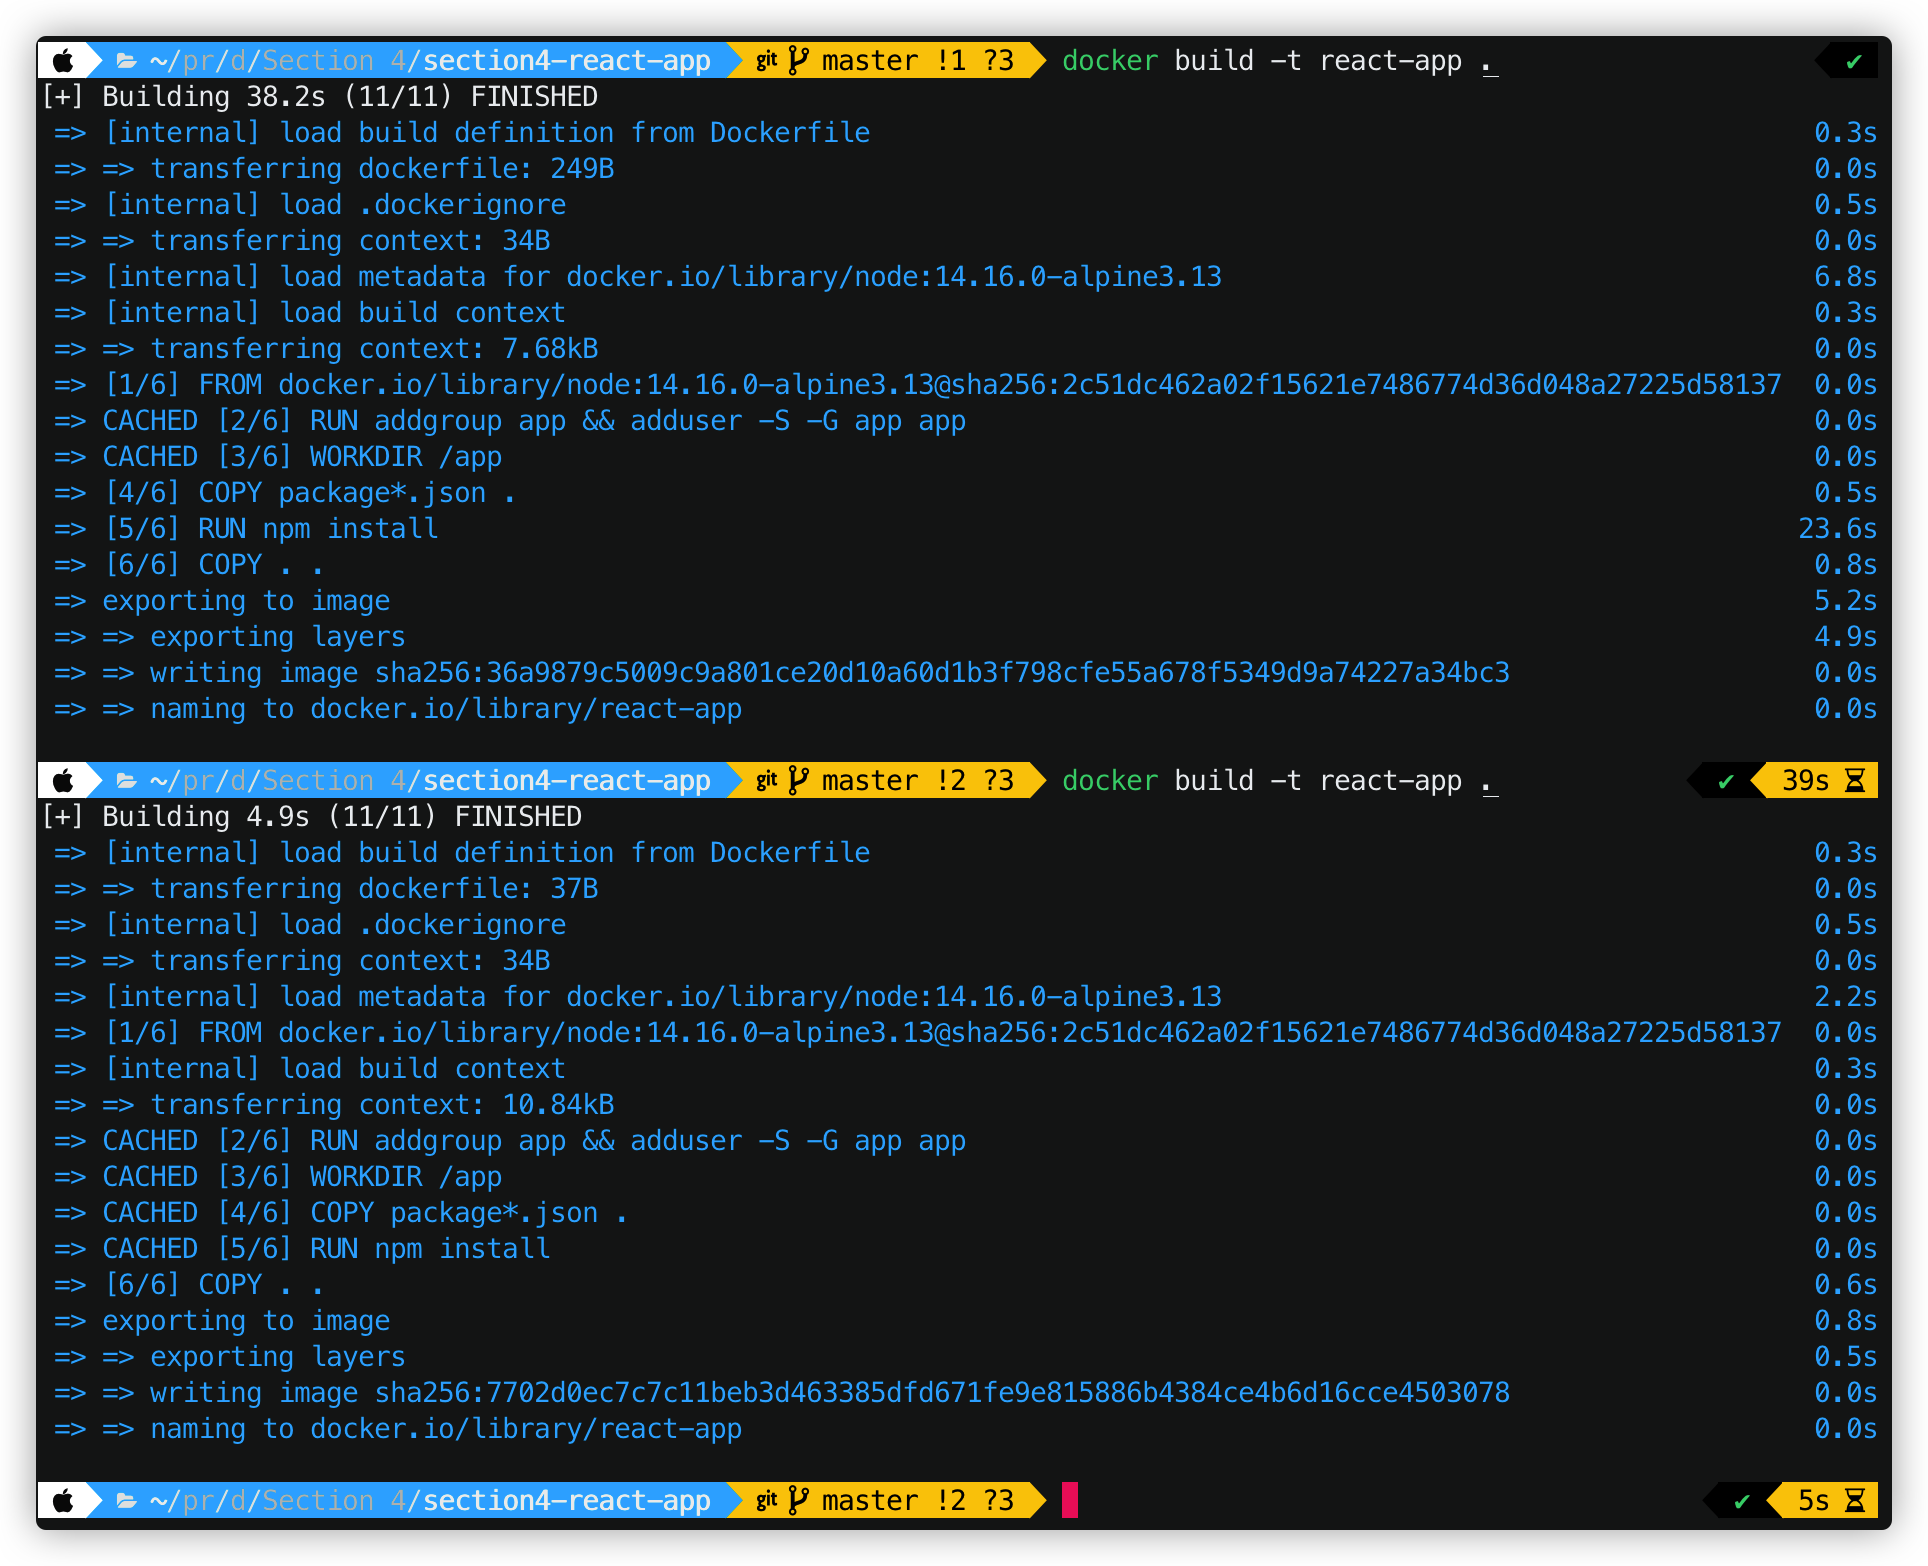 ~/pr/d/Section 4/section4-react-app git master !1 ?3 docker build -t react-app . ✔
[+] Building 38.2s (11/11) FINISHED
=> [internal] load build definition from Dockerfile 0.3s
=> => transferring dockerfile: 249B 0.0s
=> [internal] load .dockerignore 0.5s
=> => transferring context: 34B 0.0s
=> [internal] load metadata for docker.io/library/node:14.16.0-alpine3.13 6.8s
=> [internal] load build context 0.3s
=> => transferring context: 7.68kB 0.0s
=> [1/6] FROM docker.io/library/node:14.16.0-alpine3.13@sha256:2c51dc462a02f15621e7486774d36d048a27225d58137 0.0s
=> CACHED [2/6] RUN addgroup app && adduser -S -G app app 0.0s
=> CACHED [3/6] WORKDIR /app 0.0s
=> [4/6] COPY package*.json . 0.5s
=> [5/6] RUN npm install 23.6s
=> [6/6] COPY . . 0.8s
=> exporting to image 5.2s
=> => exporting layers 4.9s
=> => writing image sha256:36a9879c5009c9a801ce20d10a60d1b3f798cfe55a678f5349d9a74227a34bc3 0.0s
=> => naming to docker.io/library/react-app 0.0s
~/pr/d/Section 4/section4-react-app git master !2 ?3 docker build -t react-app . ✔ 39s
[+] Building 4.9s (11/11) FINISHED
=> [internal] load build definition from Dockerfile 0.3s
=> => transferring dockerfile: 37B 0.0s
=> [internal] load .dockerignore 0.5s
=> => transferring context: 34B 0.0s
=> [internal] load metadata for docker.io/library/node:14.16.0-alpine3.13 2.2s
=> [1/6] FROM docker.io/library/node:14.16.0-alpine3.13@sha256:2c51dc462a02f15621e7486774d36d048a27225d58137 0.0s
=> [internal] load build context 0.3s
=> => transferring context: 10.84kB 0.0s
=> CACHED [2/6] RUN addgroup app && adduser -S -G app app 0.0s
=> CACHED [3/6] WORKDIR /app 0.0s
=> CACHED [4/6] COPY package*.json . 0.0s
=> CACHED [5/6] RUN npm install 0.0s
=> [6/6] COPY . . 0.6s
=> exporting to image 0.8s
=> => exporting layers 0.5s
=> => writing image sha256:7702d0ec7c7c11beb3d463385dfd671fe9e815886b4384ce4b6d16cce4503078 0.0s
=> => naming to docker.io/library/react-app 0.0s
~/pr/d/Section 4/section4-react-app git master !2 ?3 ✔ 5s